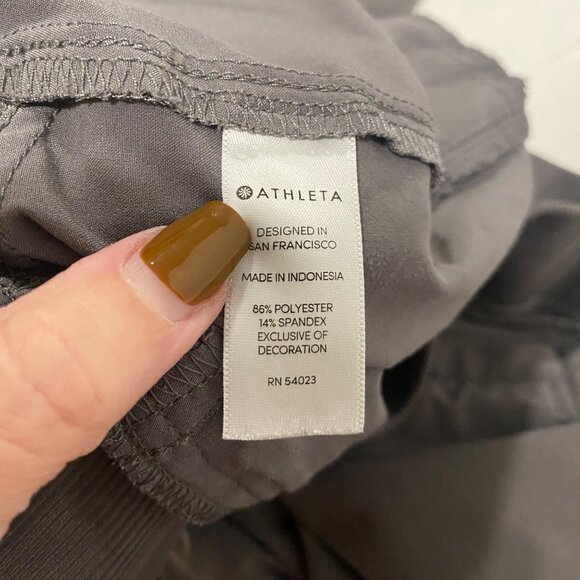 ATHLETA
DESIGNED IN
SAN FRANCISCO
MADE IN INDONESIA
86% POLYESTER
14% SPANDEX
EXCLUSIVE OF
DECORATION
RN 54023